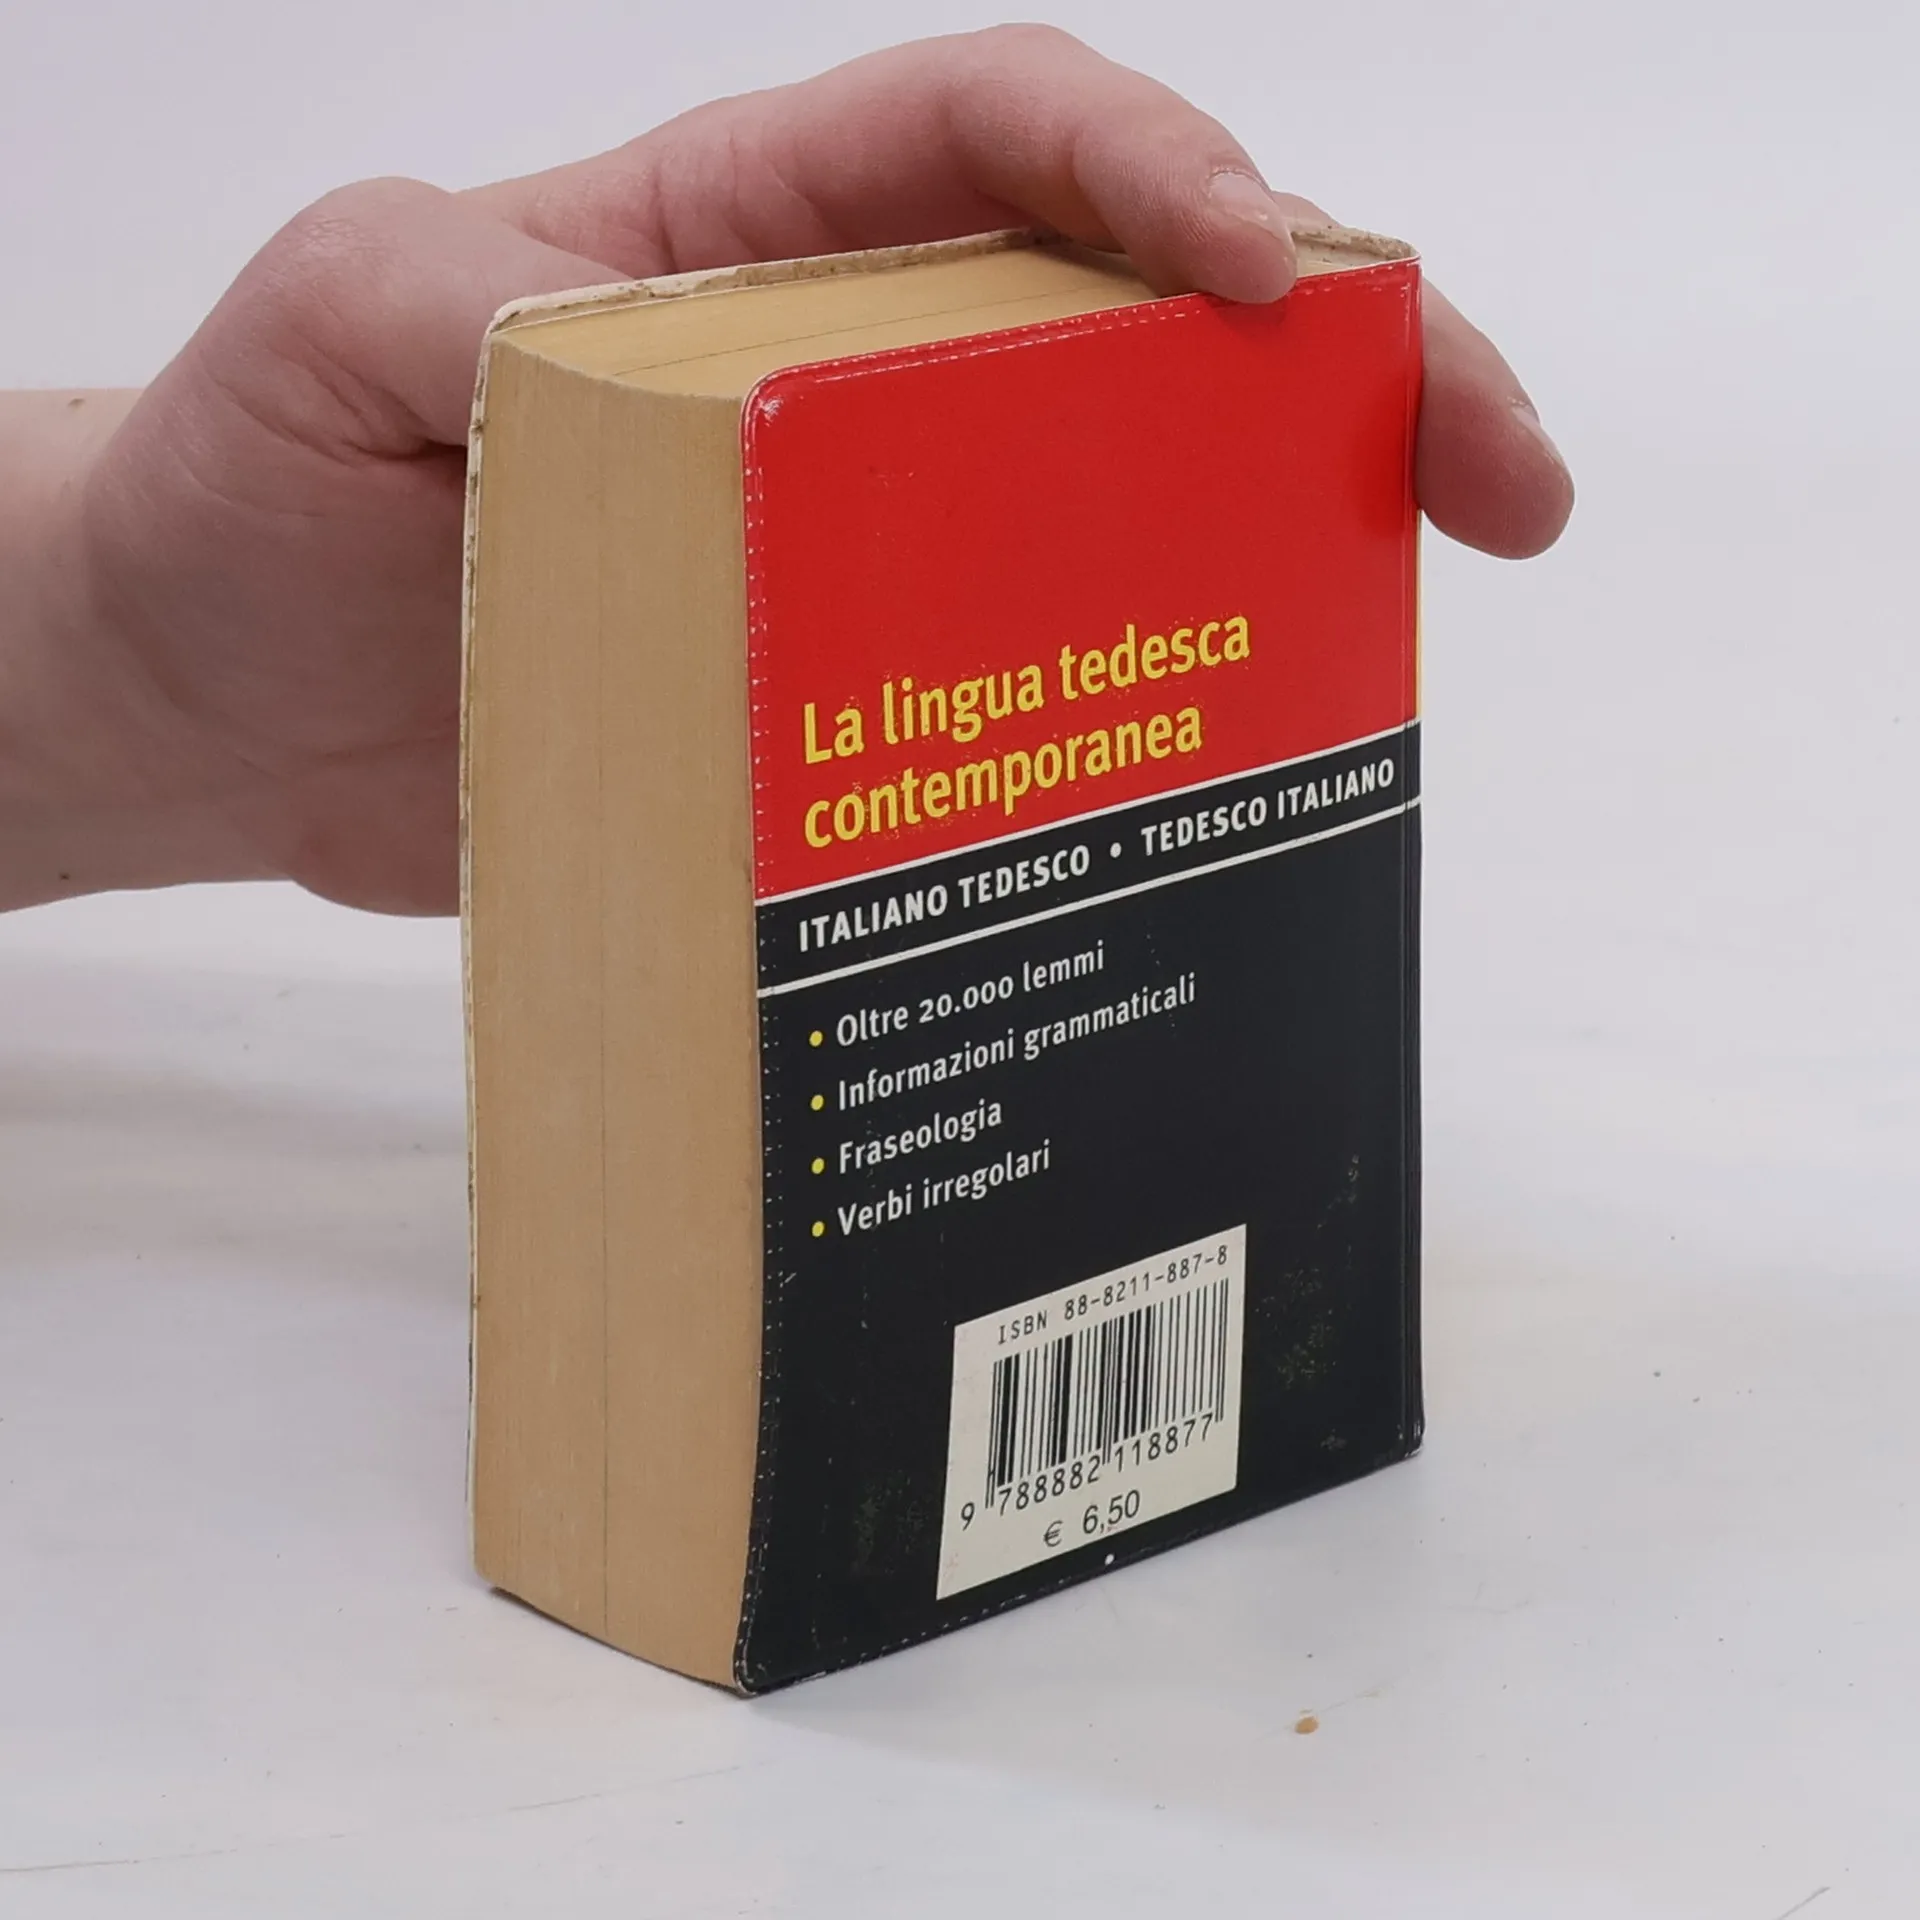 La lingua tedesca
contemporanea
ITALIANO TEDESCO • TEDESCO ITALIANO
• Oltre 20.000 lemmi
• Informazioni grammaticali
• Fraseologia
• Verbi irregolari
ISBN 88-8211-887-8
9 788882 118877
€ 6,50